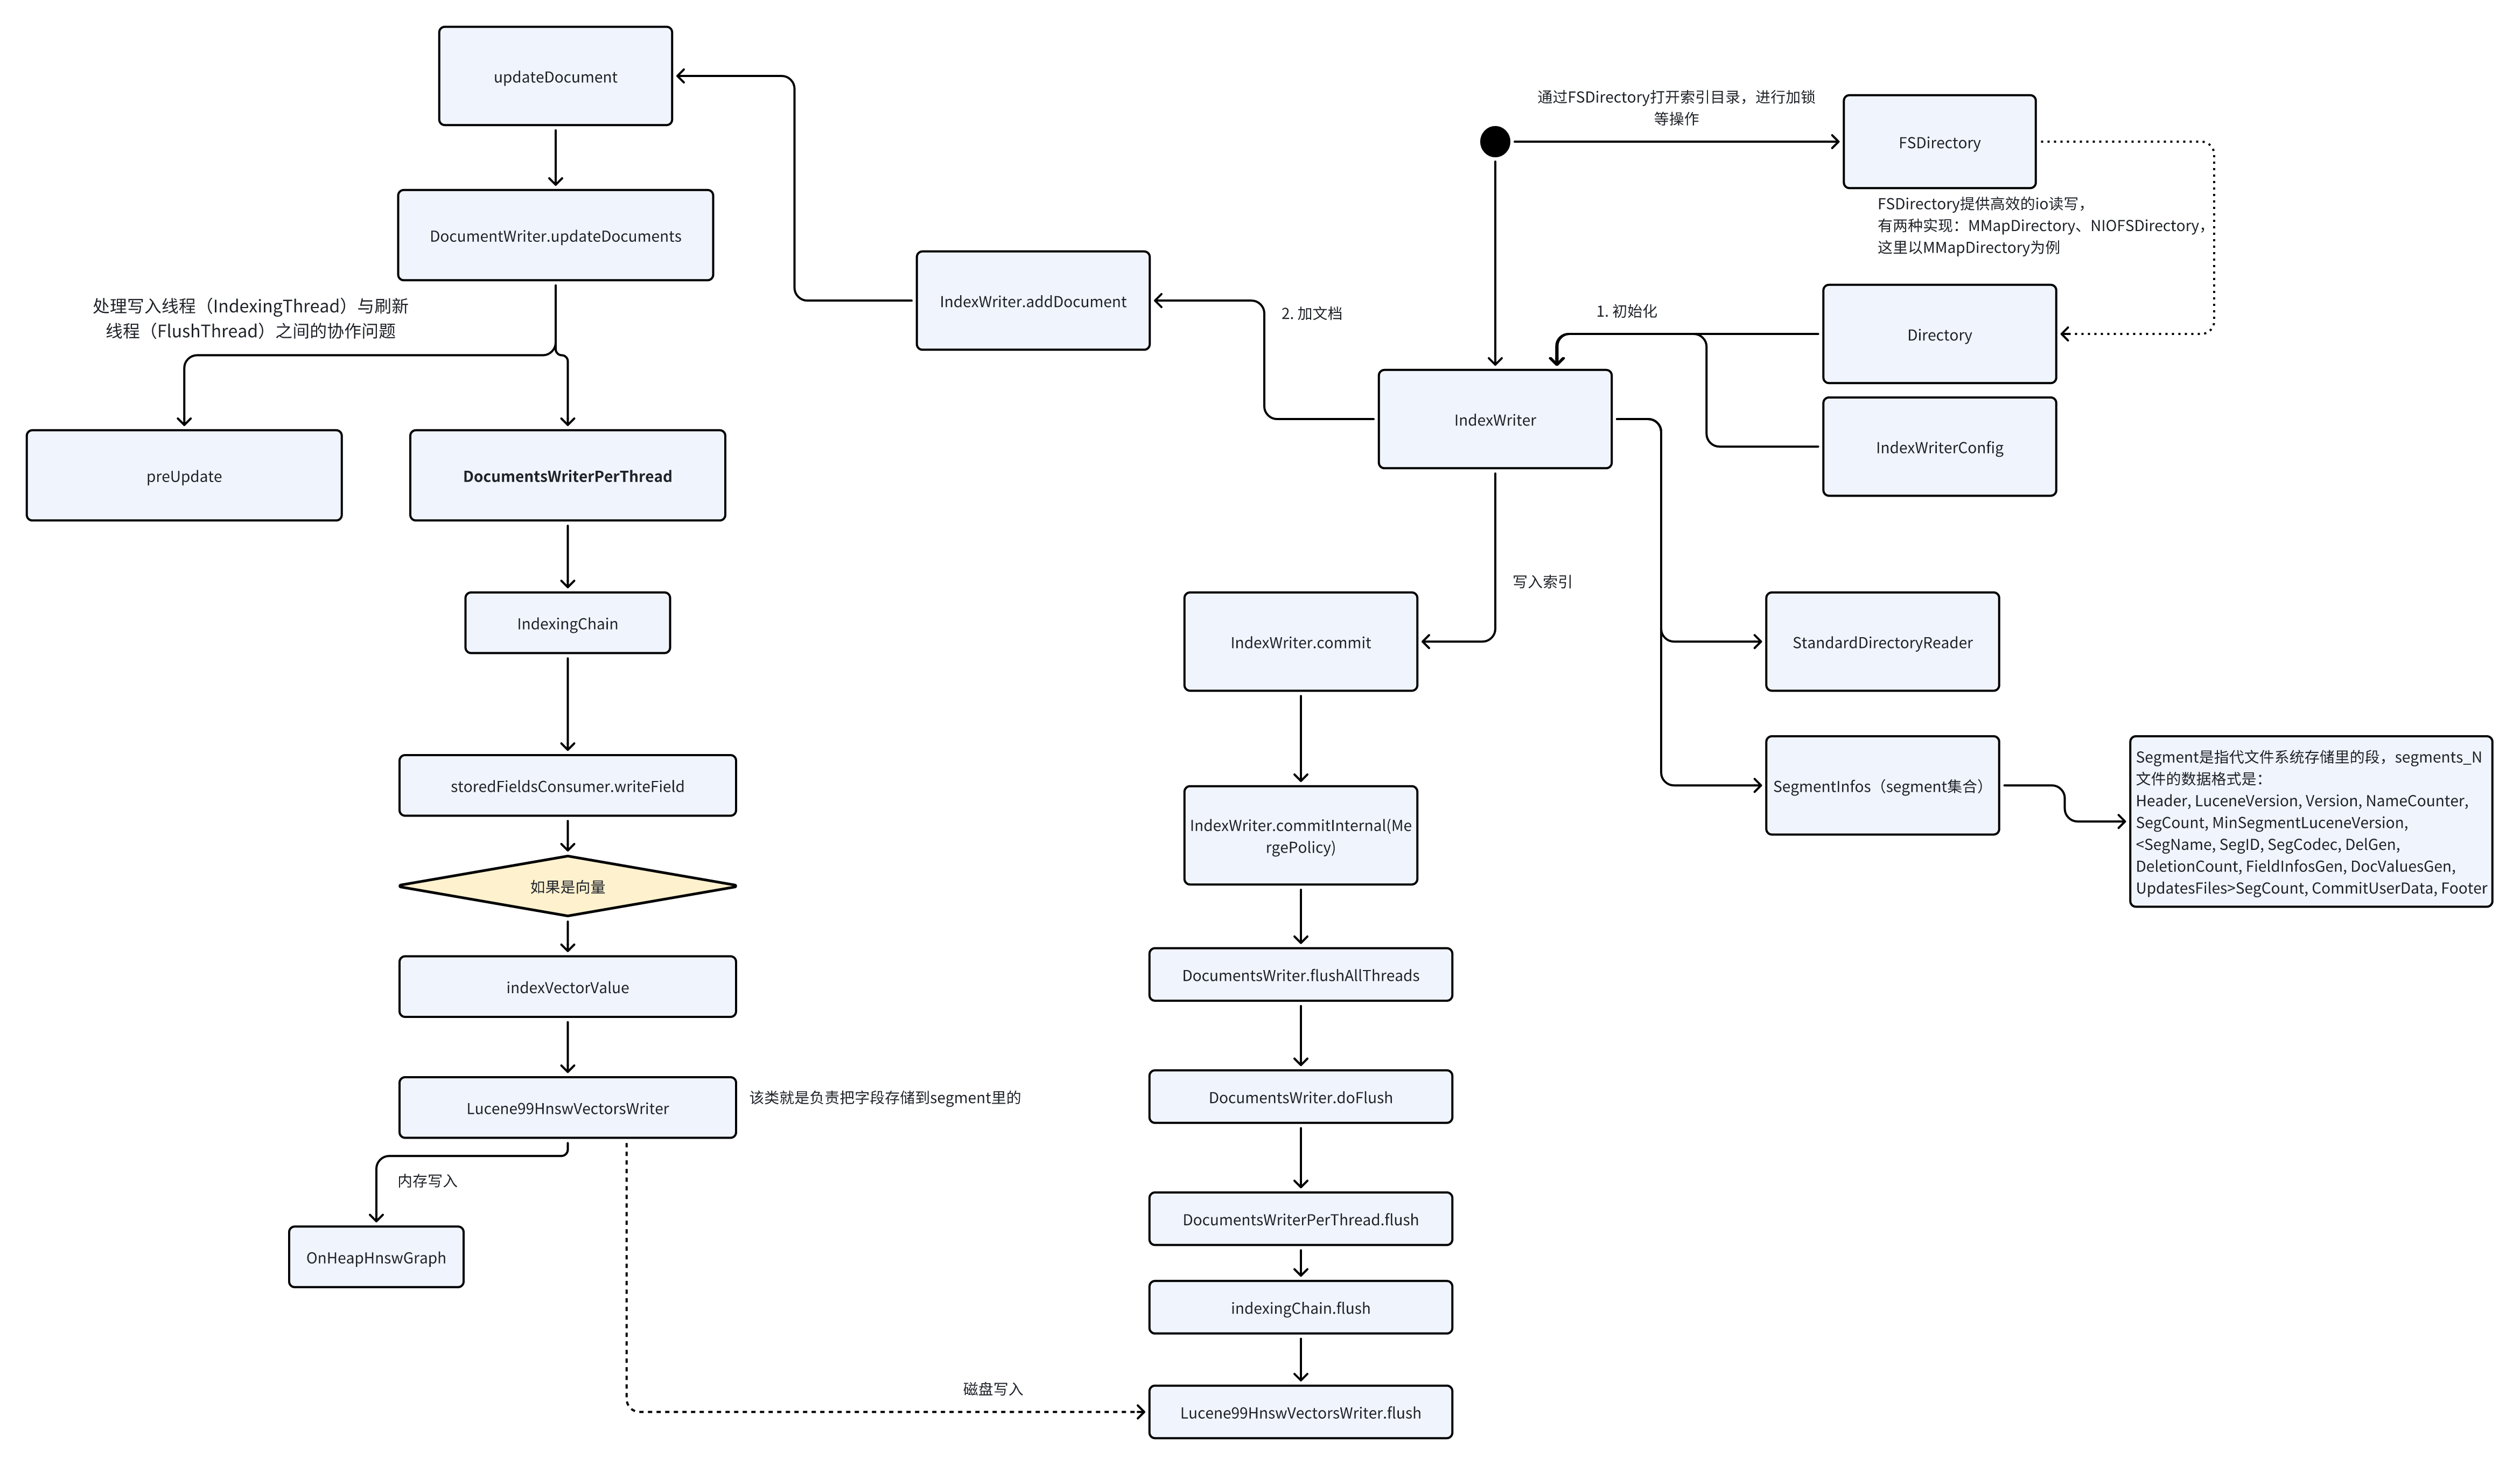 updateDocument
DocumentWriter.updateDocuments
处理写入线程（IndexingThread）与刷新
线程（FlushThread）之间的协作问题
preUpdate
DocumentsWriterPerThread
IndexingChain
storedFieldsConsumer.writeField
如果是向量
indexVectorValue
Lucene99HnswVectorsWriter
该类就是负责把字段存储到segment里的
内存写入
OnHeapHnswGraph
磁盘写入
IndexWriter.addDocument
2. 加文档
通过FSDirectory打开索引目录，进行加锁
等操作
FSDirectory
FSDirectory提供高效的io读写，
有两种实现：MMapDirectory、NIOFSDirectory，
这里以MMapDirectory为例
1. 初始化
Directory
IndexWriterConfig
IndexWriter
写入索引
IndexWriter.commit
IndexWriter.commitInternal(Me
rgePolicy)
DocumentsWriter.flushAllThreads
DocumentsWriter.doFlush
DocumentsWriterPerThread.flush
indexingChain.flush
Lucene99HnswVectorsWriter.flush
StandardDirectoryReader
SegmentInfos（segment集合）
Segment是指代文件系统存储里的段，segments_N
文件的数据格式是：
Header, LuceneVersion, Version, NameCounter,
SegCount, MinSegmentLuceneVersion,
<SegName, SegID, SegCodec, DelGen,
DeletionCount, FieldInfosGen, DocValuesGen,
UpdatesFiles>SegCount, CommitUserData, Footer